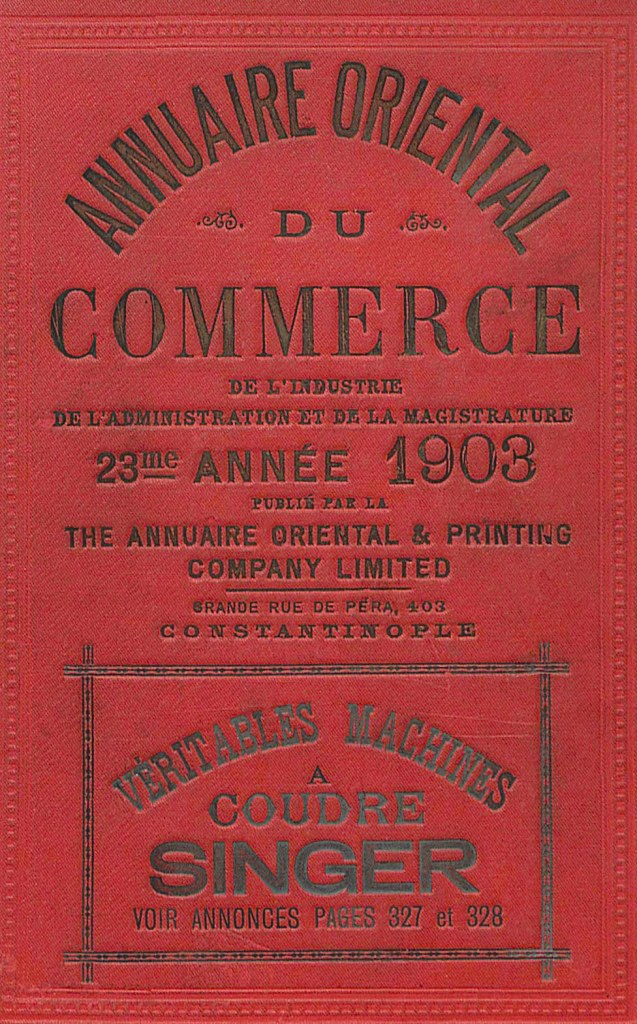 ANNUAIRE ORIENTAL
DU
COMMERCE
DE L'INDUSTRIE
DE L'ADMINISTRATION ET DE LA MAGISTRATURE
23me ANNÉE 1903
PUBLIÉ PAR LA
THE ANNUAIRE ORIENTAL & PRINTING
COMPANY LIMITED
GRANDE RUE DE PÉRA, 403
CONSTANTINOPLE
VÉRITABLES MACHINES
A
COUDRE
SINGER
VOIR ANNONCES PAGES 327 et 328